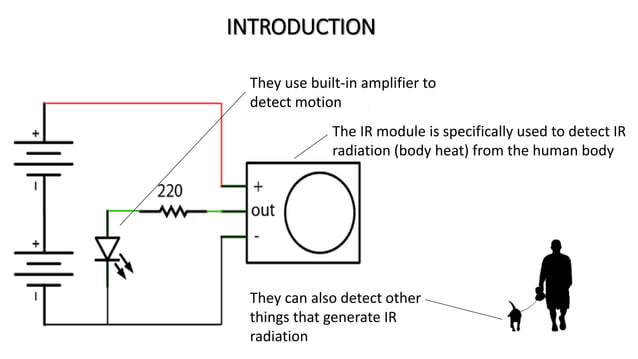 INTRODUCTION
They use built-in amplifier to
detect motion
The IR module is specifically used to detect IR
radiation (body heat) from the human body
+
220
+
out
-
-
+
-
They can also detect other
things that generate IR
radiation